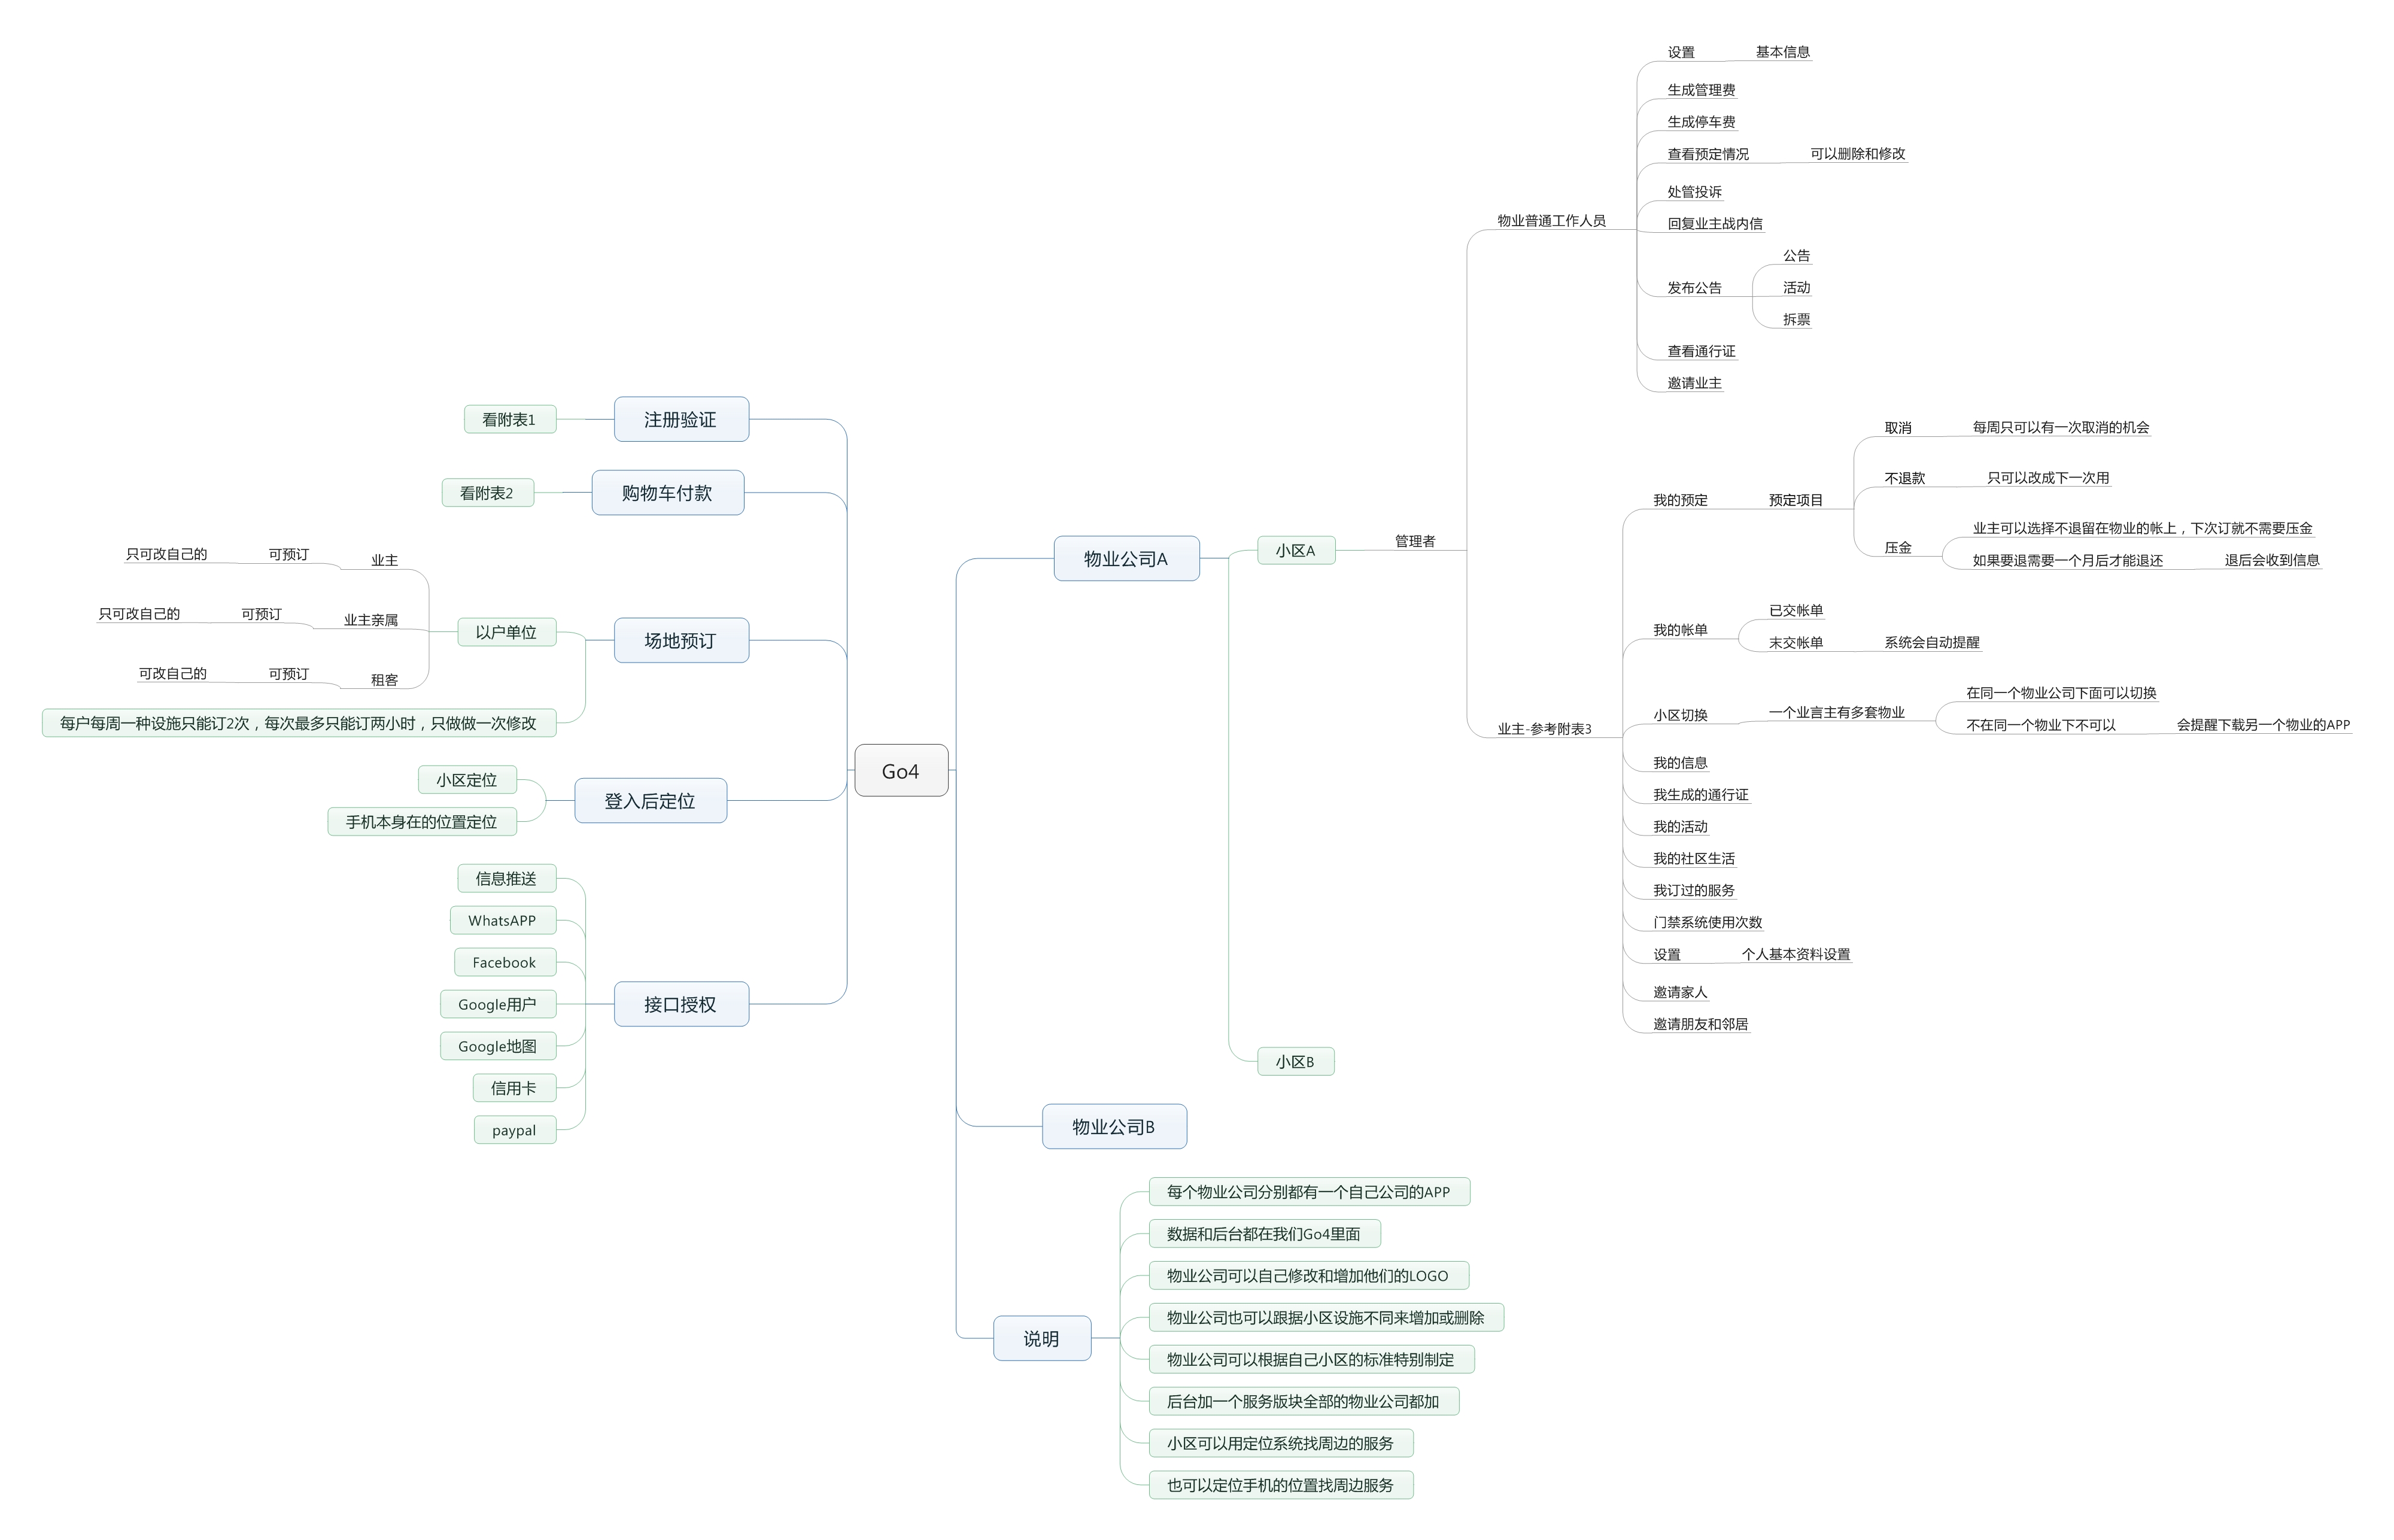 Go4
注册验证
看附表1
购物车付款
看附表2
场地预订
以户单位
业主
可预订
只可改自己的
业主亲属
可预订
只可改自己的
租客
可预订
可改自己的
每户每周一种设施只能订2次，每次最多只能订两小时，只做做一次修改
登入后定位
小区定位
手机本身在的位置定位
接口授权
信息推送
WhatsAPP
Facebook
Google用户
Google地图
信用卡
paypal
物业公司A
小区A
管理者
物业普通工作人员
设置
基本信息
生成管理费
生成停车费
查看预定情况
可以删除和修改
处管投诉
回复业主战内信
发布公告
公告
活动
拆票
查看通行证
邀请业主
业主-参考附表3
我的预定
预定项目
取消
每周只可以有一次取消的机会
不退款
只可以改成下一次用
压金
业主可以选择不退留在物业的帐上，下次订就不需要压金
如果要退需要一个月后才能退还
退后会收到信息
我的帐单
已交帐单
末交帐单
系统会自动提醒
小区切换
一个业言主有多套物业
在同一个物业公司下面可以切换
不在同一个物业下不可以
会提醒下载另一个物业的APP
我的信息
我生成的通行证
我的活动
我的社区生活
我订过的服务
门禁系统使用次数
设置
个人基本资料设置
邀请家人
邀请朋友和邻居
小区B
物业公司B
说明
每个物业公司分别都有一个自己公司的APP
数据和后台都在我们Go4里面
物业公司可以自己修改和增加他们的LOGO
物业公司也可以跟据小区设施不同来增加或删除
物业公司可以根据自己小区的标准特别制定
后台加一个服务版块全部的物业公司都加
小区可以用定位系统找周边的服务
也可以定位手机的位置找周边服务